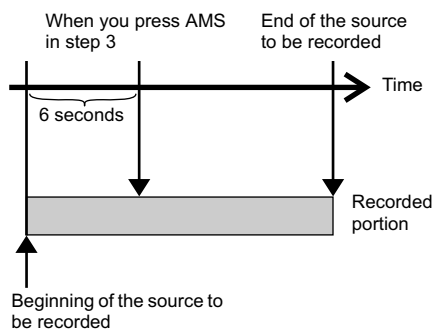 When you press AMS
in step 3
End of the source
to be recorded
Time
6 seconds
Recorded
portion
Beginning of the source to
be recorded